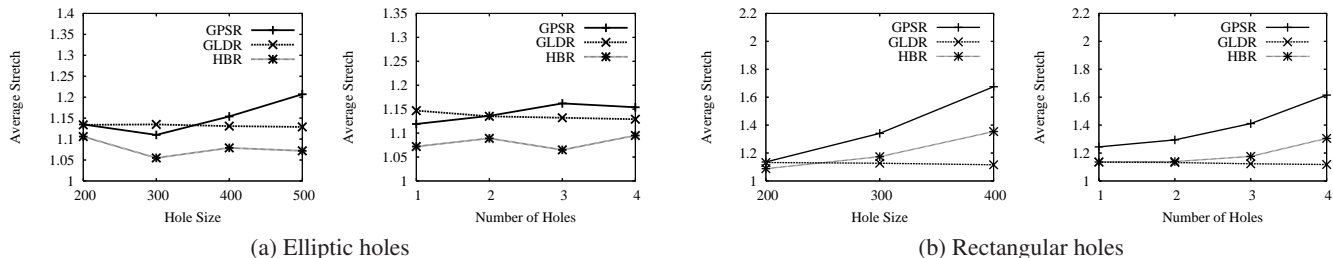 Average Stretch
1.4
1.35
1.3
1.25
1.2
1.15
1.1
1.05
1
200 300 400 500
Hole Size
GPSR
GLDR
HBR
Average Stretch
1.35
1.3
1.25
1.2
1.15
1.1
1.05
1
1 2 3 4
Number of Holes
GPSR
GLDR
HBR
(a) Elliptic holes
Average Stretch
2.2
2
1.8
1.6
1.4
1.2
1
200 300 400
Hole Size
GPSR
GLDR
HBR
Average Stretch
2.2
2
1.8
1.6
1.4
1.2
1
1 2 3 4
Number of Holes
GPSR
GLDR
HBR
(b) Rectangular holes